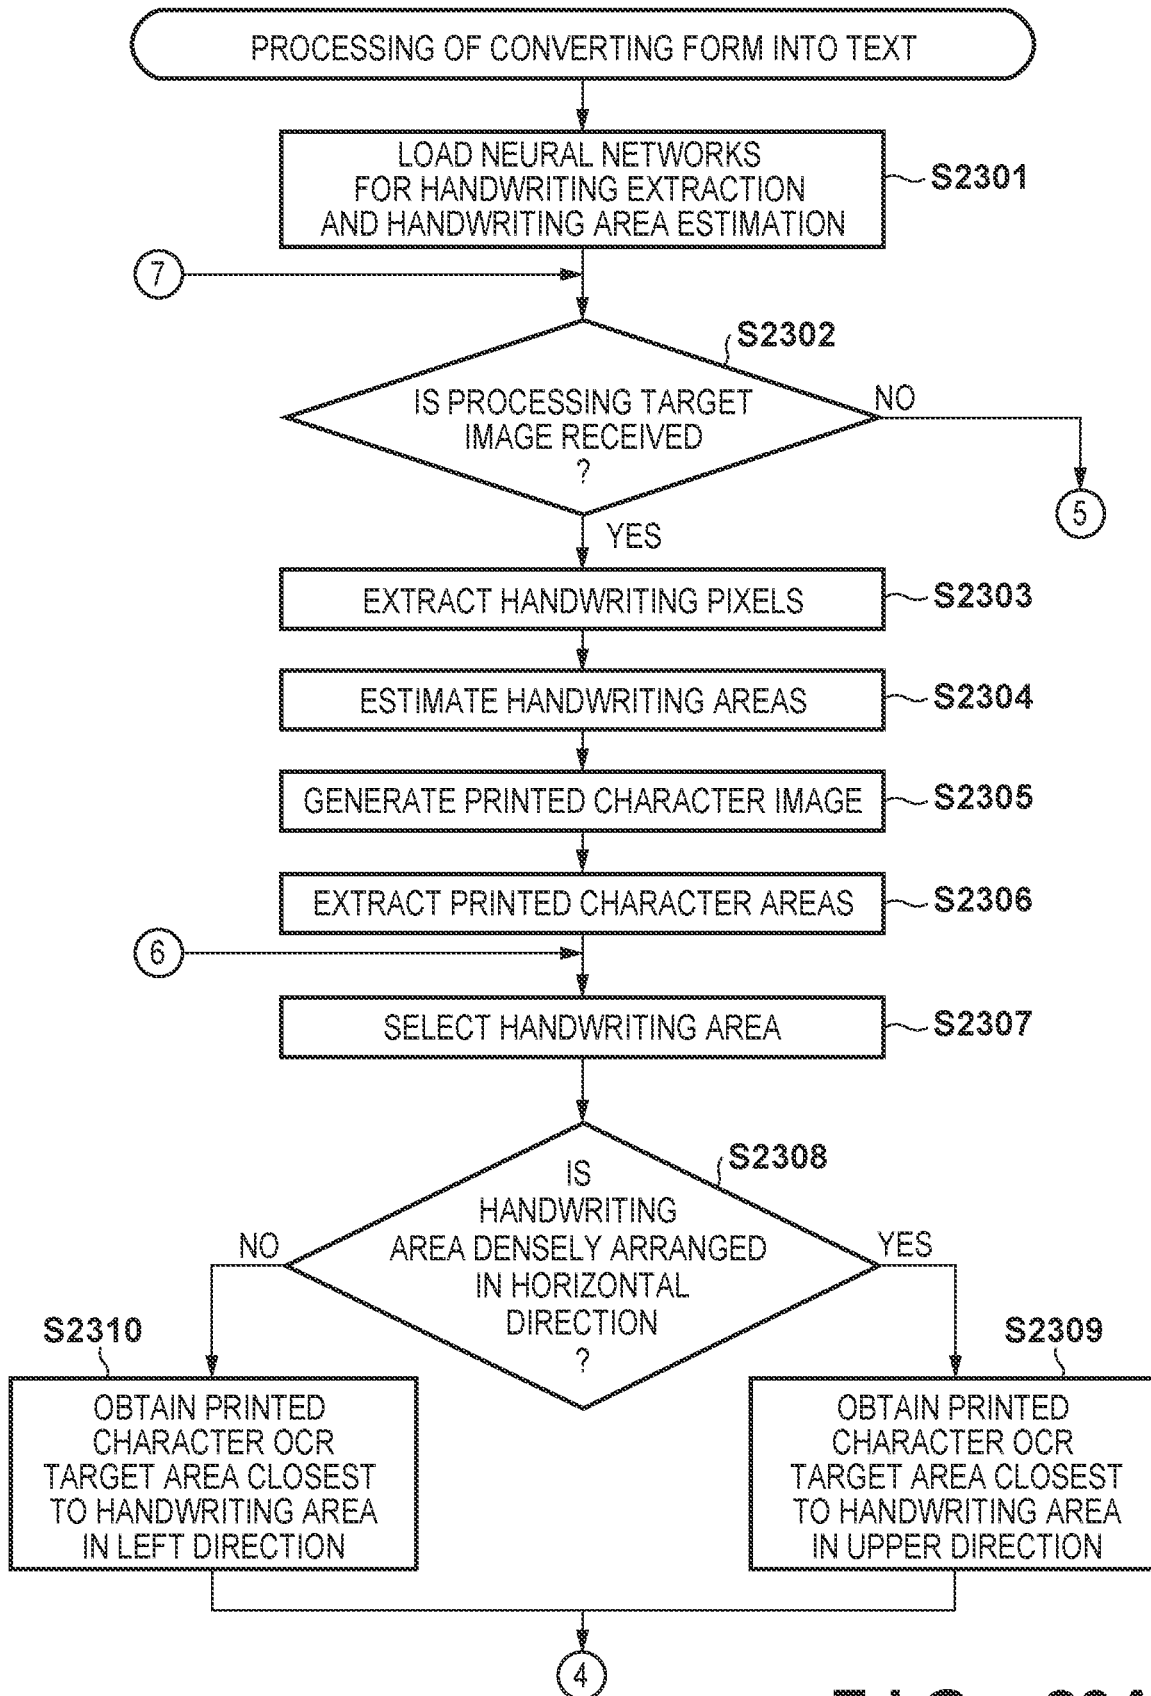 PROCESSING OF CONVERTING FORM INTO TEXT
LOAD NEURAL NETWORKS
FOR HANDWRITING EXTRACTION
AND HANDWRITING AREA ESTIMATION
S2301
7
S2302
IS PROCESSING TARGET
IMAGE RECEIVED
?
NO
5
YES
EXTRACT HANDWRITING PIXELS
S2303
ESTIMATE HANDWRITING AREAS
S2304
GENERATE PRINTED CHARACTER IMAGE
S2305
EXTRACT PRINTED CHARACTER AREAS
S2306
6
SELECT HANDWRITING AREA
S2307
S2308
IS
HANDWRITING
AREA DENSELY ARRANGED
IN HORIZONTAL
DIRECTION
?
NO
YES
S2310
OBTAIN PRINTED
CHARACTER OCR
TARGET AREA CLOSEST
TO HANDWRITING AREA
IN LEFT DIRECTION
S2309
OBTAIN PRINTED
CHARACTER OCR
TARGET AREA CLOSEST
TO HANDWRITING AREA
IN UPPER DIRECTION
4